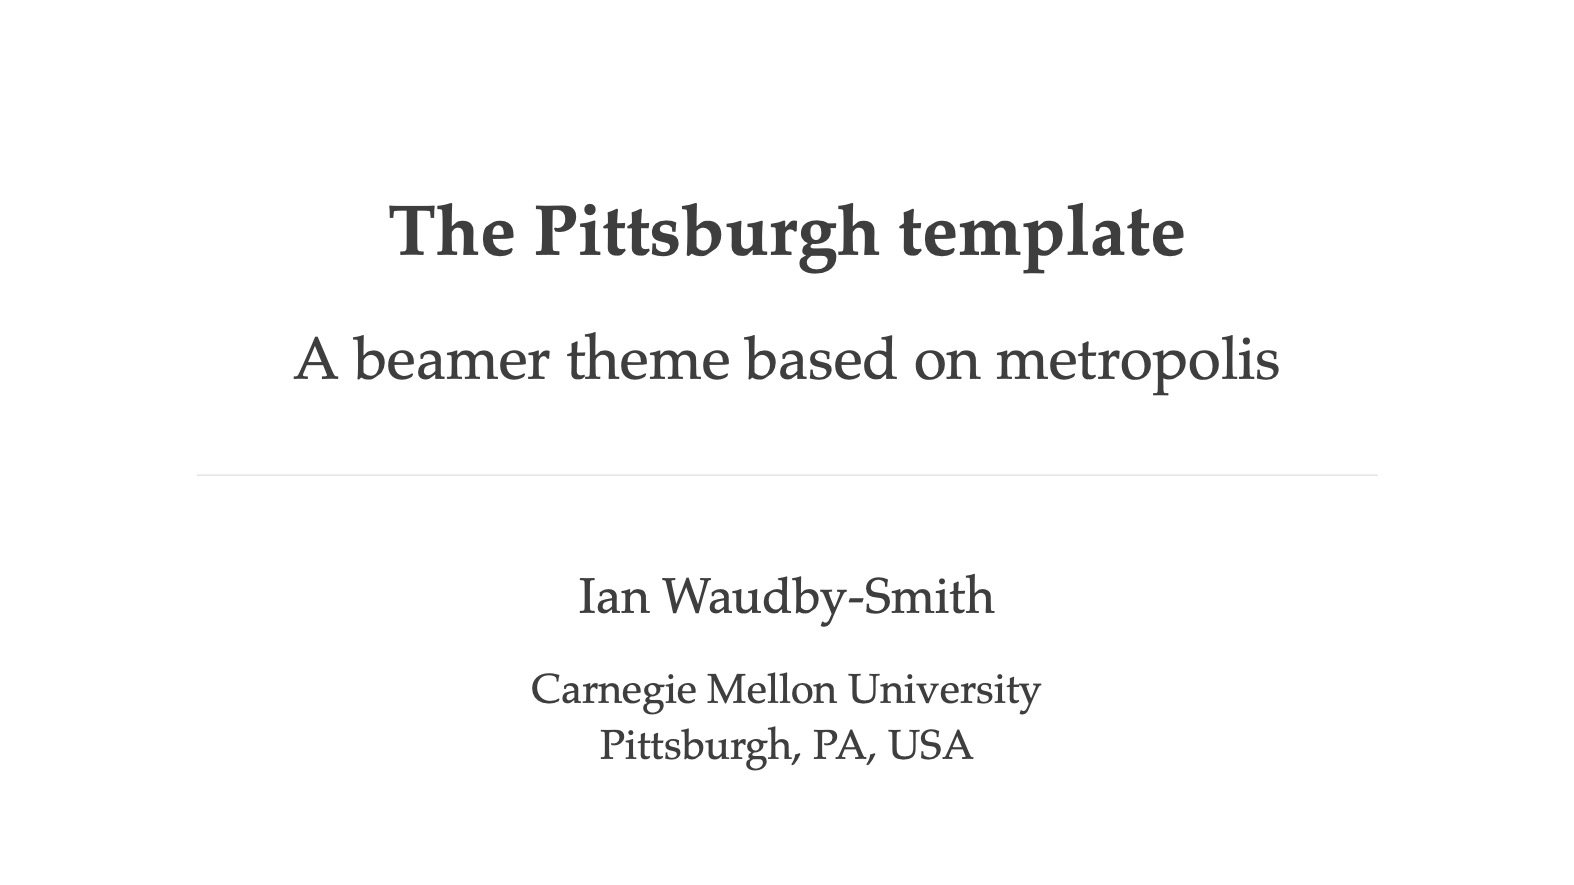 The Pittsburgh template
A beamer theme based on metropolis
Ian Waudby-Smith
Carnegie Mellon University
Pittsburgh, PA, USA